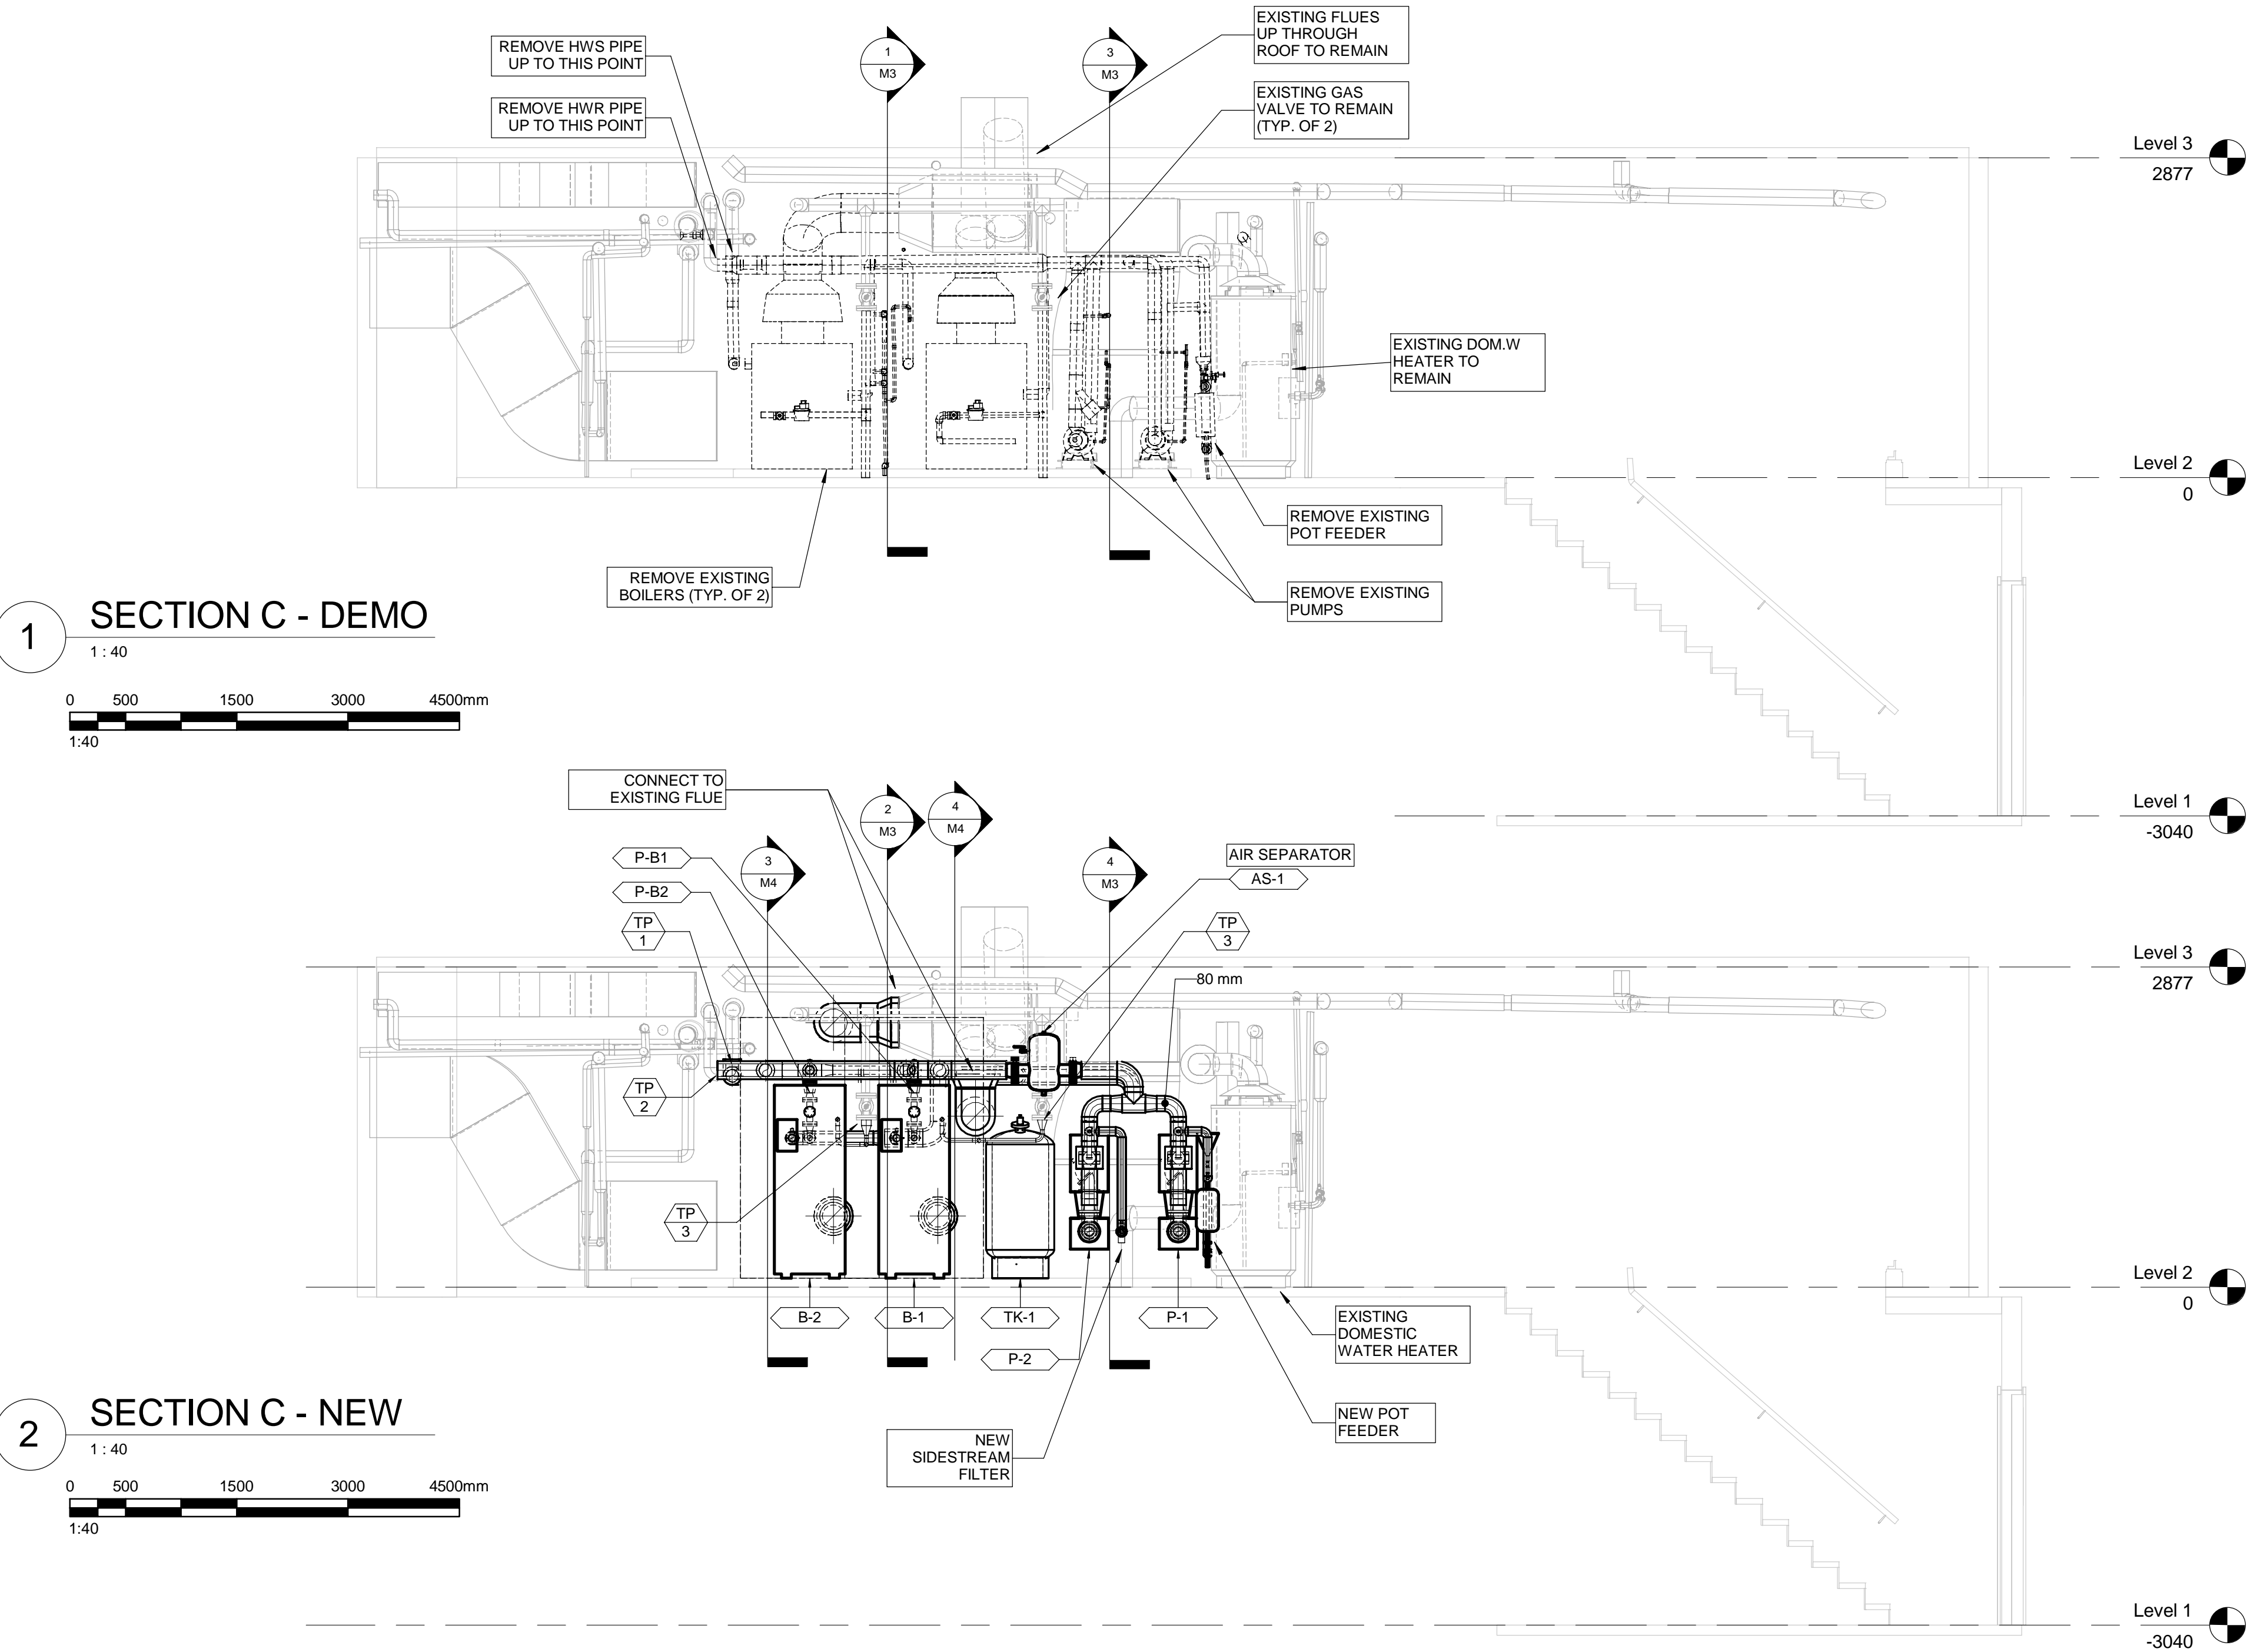 REMOVE HWS PIPE
UP TO THIS POINT
REMOVE HWR PIPE
UP TO THIS POINT
1
M3
3
M3
EXISTING FLUES
UP THROUGH
ROOF TO REMAIN
EXISTING GAS
VALVE TO REMAIN
(TYP. OF 2)
Level 3
2877
EXISTING DOM.W
HEATER TO
REMAIN
Level 2
0
REMOVE EXISTING
POT FEEDER
REMOVE EXISTING
BOILERS (TYP. OF 2)
REMOVE EXISTING
PUMPS
1
SECTION C - DEMO
1 : 40
0 500 1500 3000 4500mm
1:40
Level 1
-3040
CONNECT TO
EXISTING FLUE
2
M3
4
M4
P-B1
P-B2
3
M4
4
M3
AIR SEPARATOR
AS-1
TP
1
TP
3
80 mm
Level 3
2877
TP
2
TP
3
B-2
B-1
TK-1
P-1
P-2
EXISTING
DOMESTIC
WATER HEATER
Level 2
0
NEW POT
FEEDER
NEW
SIDESTREAM
FILTER
2
SECTION C - NEW
1 : 40
0 500 1500 3000 4500mm
1:40
Level 1
-3040